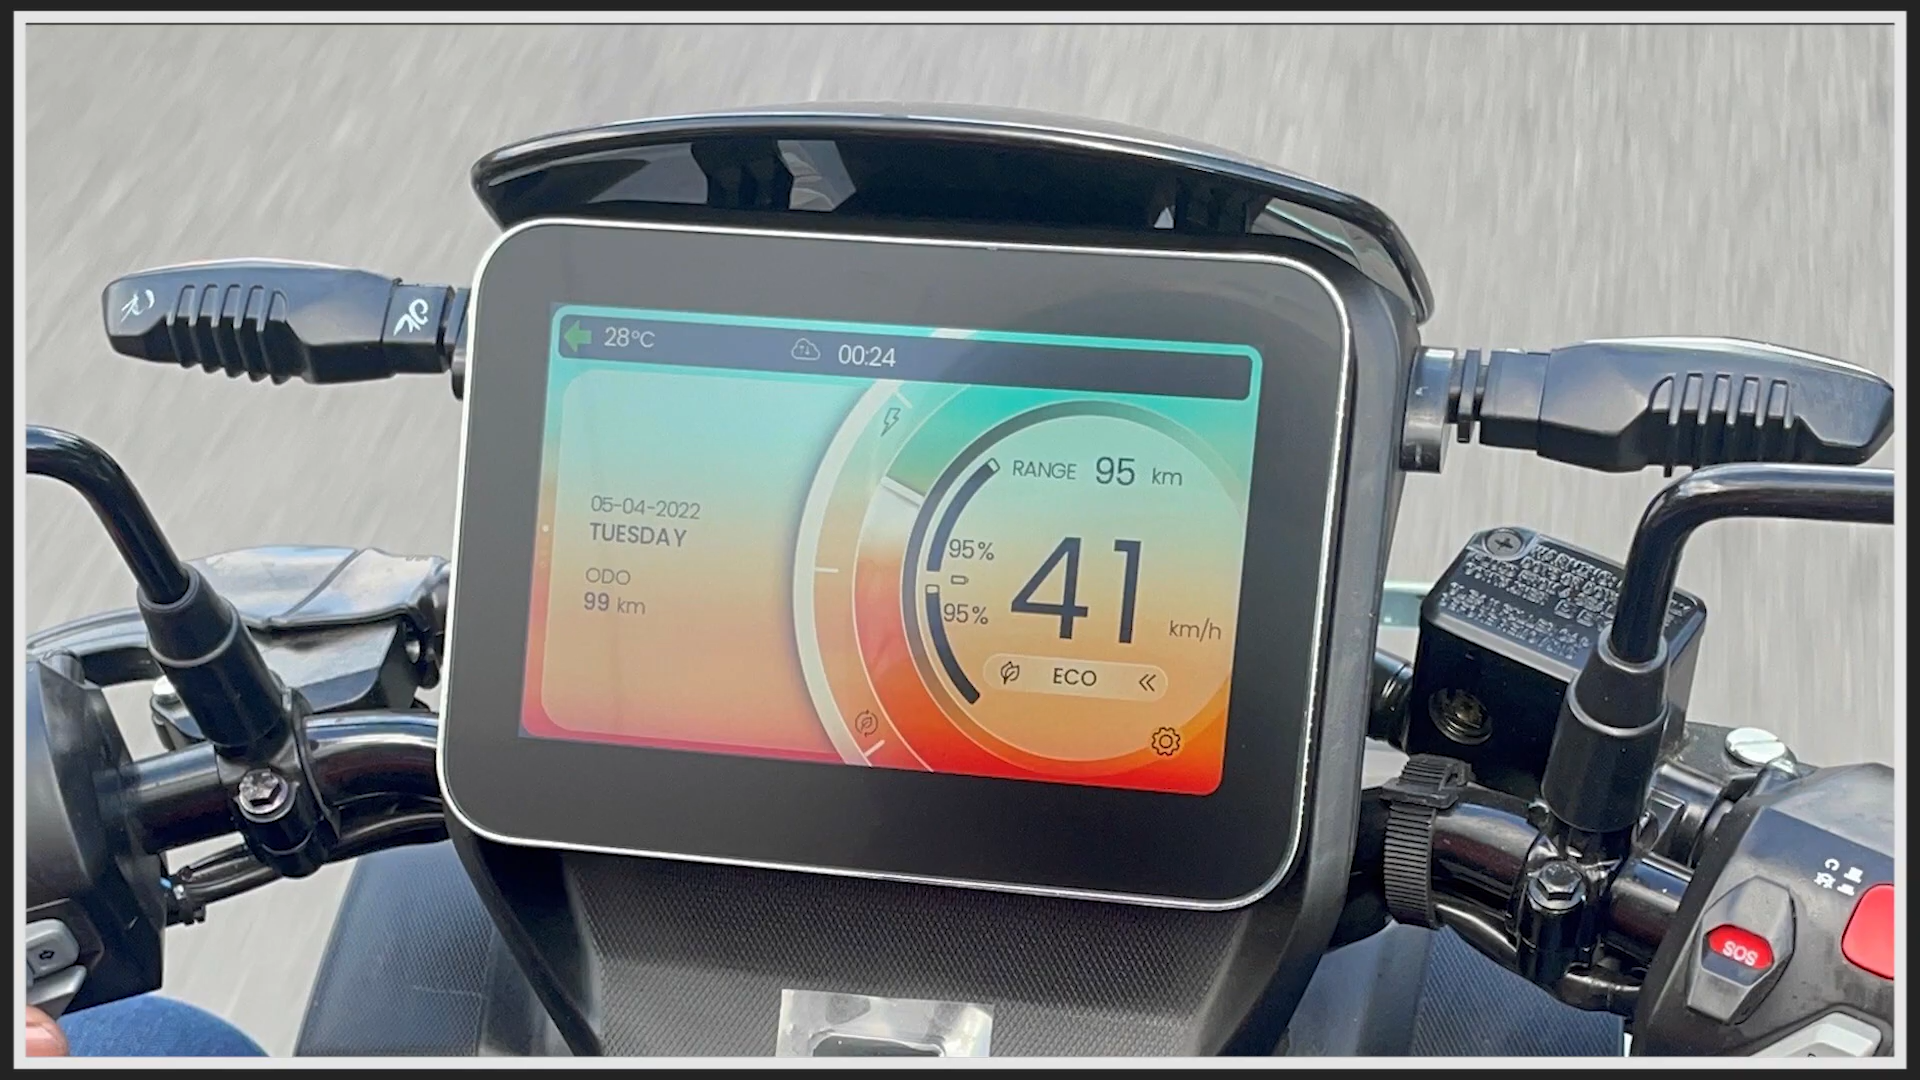 28°C
00:24
RANGE 95 km
05-04-2022
TUESDAY
ODO
99 km
95%
95%
41
km/h
ECO
SOS